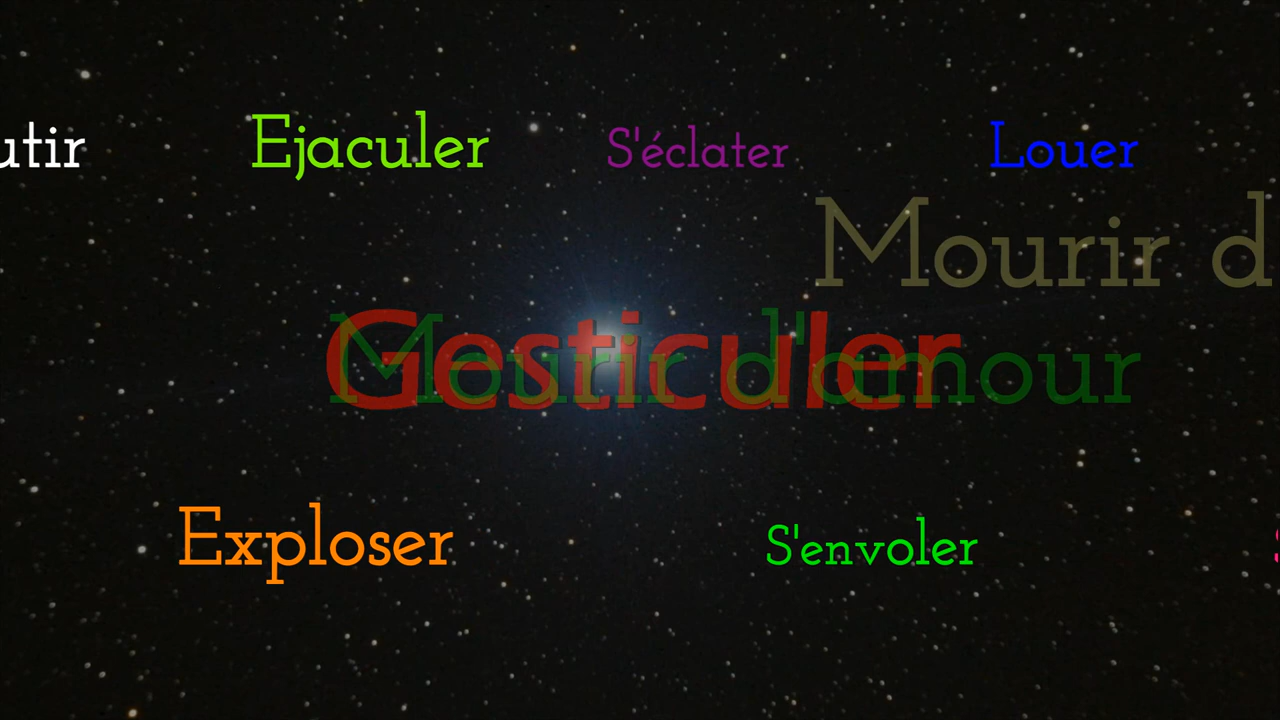 utir Ejaculer S'éclater Louer
Mourir d
Gesticuler
Mourir d'amour
Exploser S'envoler